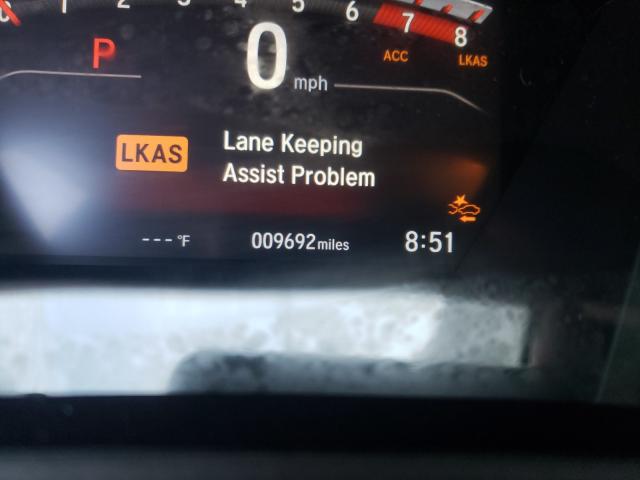 1 2 3 4 5 6 7 8
P 0 mph ACC LKAS
LKAS
Lane Keeping
Assist Problem
--- °F 009692 miles 8:51